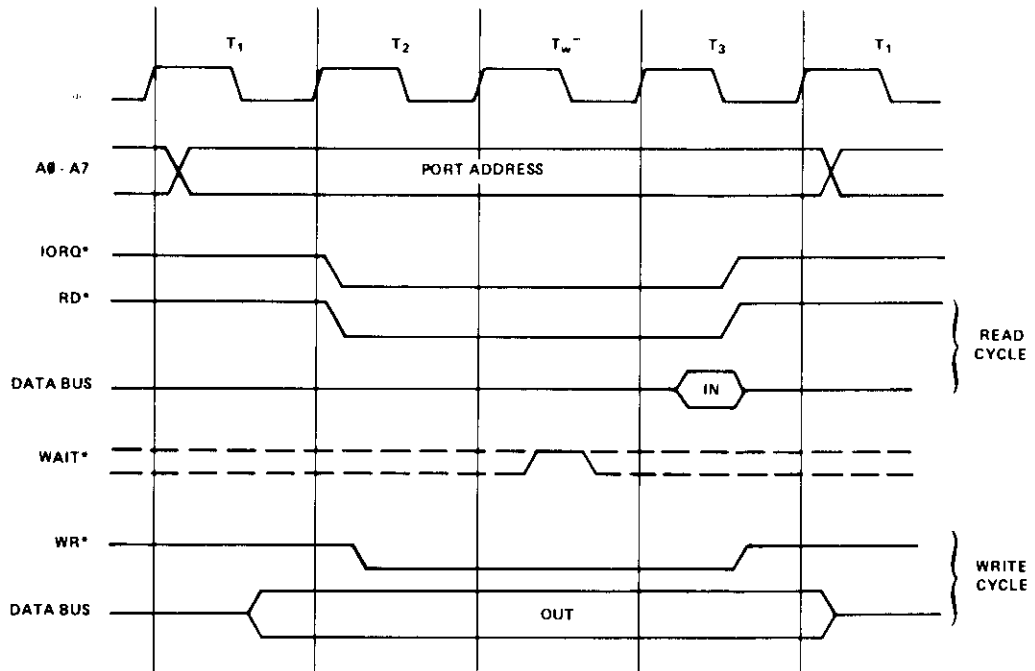 T1 T2 Tw* T3 T1
Φ
A0 - A7
PORT ADDRESS
IORQ*
RD*
READ
CYCLE
DATA BUS
IN
WAIT*
WR*
WRITE
CYCLE
DATA BUS
OUT